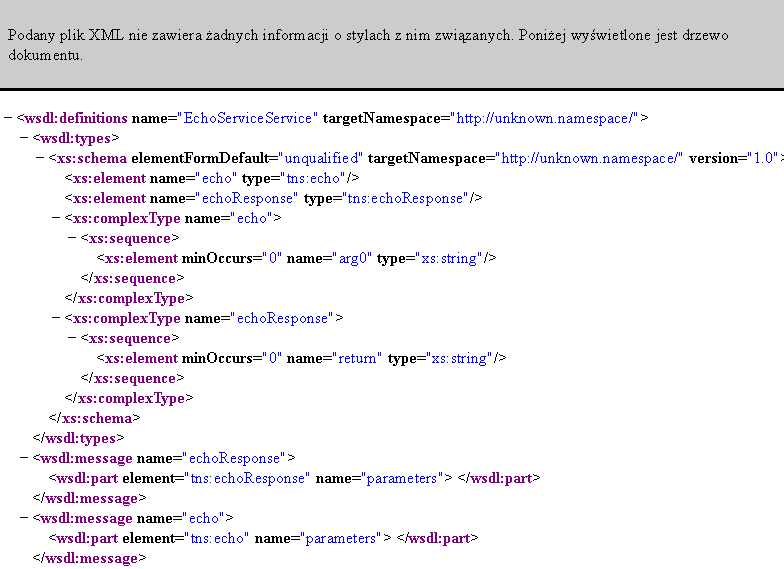 Podany plik XML nie zawiera żadnych informacji o stylach z nim związanych. Poniżej wyświetlone jest drzewo
dokumentu.
− <wsdl:definitions name="EchoServiceService" targetNamespace="http://unknown.namespace/">
− <wsdl:types>
− <xs:schema elementFormDefault="unqualified" targetNamespace="http://unknown.namespace/" version="1.0">
<xs:element name="echo" type="tns:echo"/>
<xs:element name="echoResponse" type="tns:echoResponse"/>
− <xs:complexType name="echo">
− <xs:sequence>
<xs:element minOccurs="0" name="arg0" type="xs:string"/>
</xs:sequence>
</xs:complexType>
− <xs:complexType name="echoResponse">
− <xs:sequence>
<xs:element minOccurs="0" name="return" type="xs:string"/>
</xs:sequence>
</xs:complexType>
</xs:schema>
</wsdl:types>
− <wsdl:message name="echoResponse">
<wsdl:part element="tns:echoResponse" name="parameters"> </wsdl:part>
</wsdl:message>
− <wsdl:message name="echo">
<wsdl:part element="tns:echo" name="parameters"> </wsdl:part>
</wsdl:message>